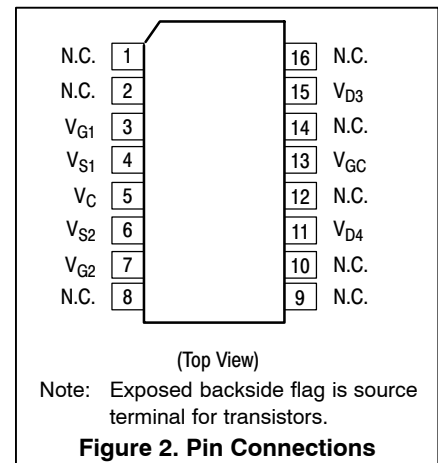 N.C. 1 16 N.C.
N.C. 2 15 VD3
VG1 3 14 N.C.
VS1 4 13 VGC
VC 5 12 N.C.
VS2 6 11 VD4
VG2 7 10 N.C.
N.C. 8 9 N.C.
(Top View)
Note: Exposed backside flag is source
terminal for transistors.
Figure 2. Pin Connections